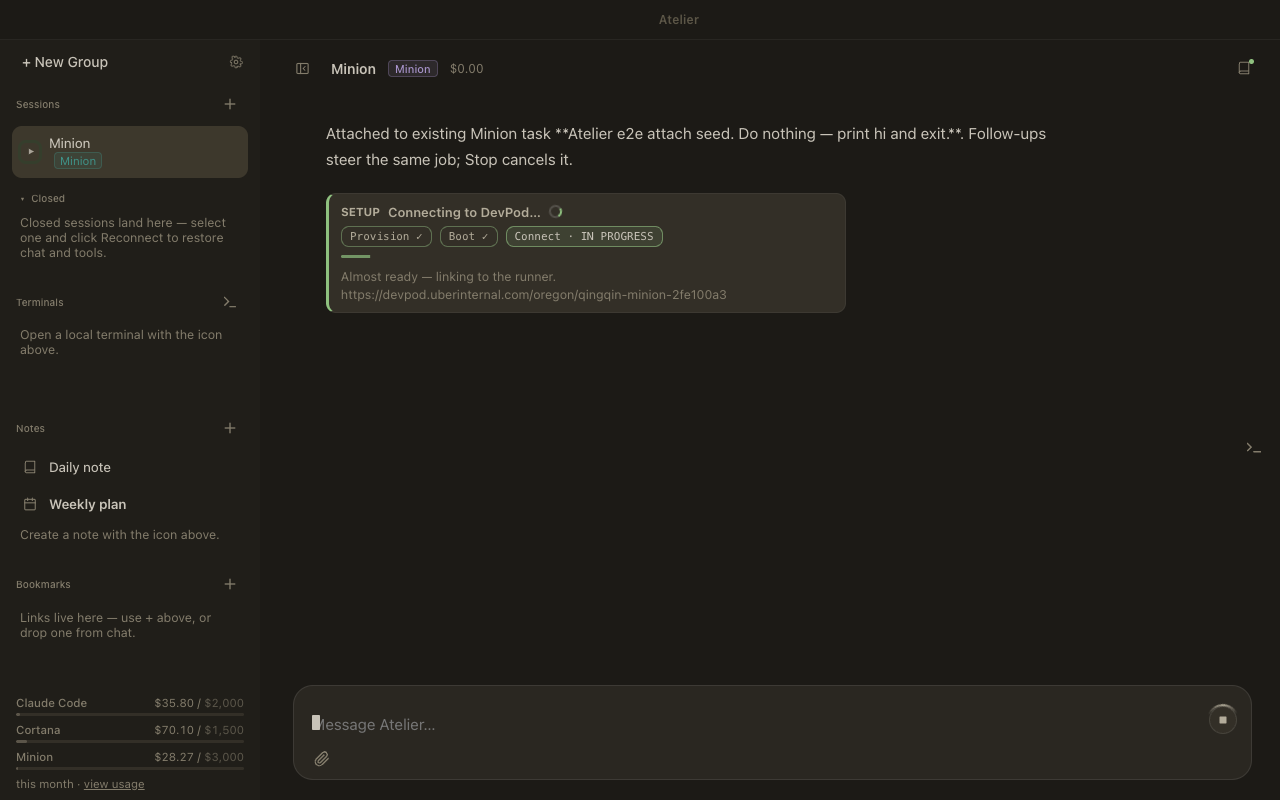 Atelier
+ New Group
Sessions
Minion
Minion
Closed
Closed sessions land here — select
one and click Reconnect to restore
chat and tools.
Terminals
Open a local terminal with the icon
above.
Notes
Daily note
Weekly plan
Create a note with the icon above.
Bookmarks
Links live here — use + above, or
drop one from chat.
Claude Code $35.80 / $2,000
Cortana $70.10 / $1,500
Minion $28.27 / $3,000
this month · view usage
Minion Minion $0.00
Attached to existing Minion task **Atelier e2e attach seed. Do nothing — print hi and exit.**. Follow-ups
steer the same job; Stop cancels it.
SETUP Connecting to DevPod...
Provision ✓ Boot ✓ Connect · IN PROGRESS
Almost ready — linking to the runner.
https://devpod.uberinternal.com/oregon/qingqin-minion-2fe100a3
Message Atelier...